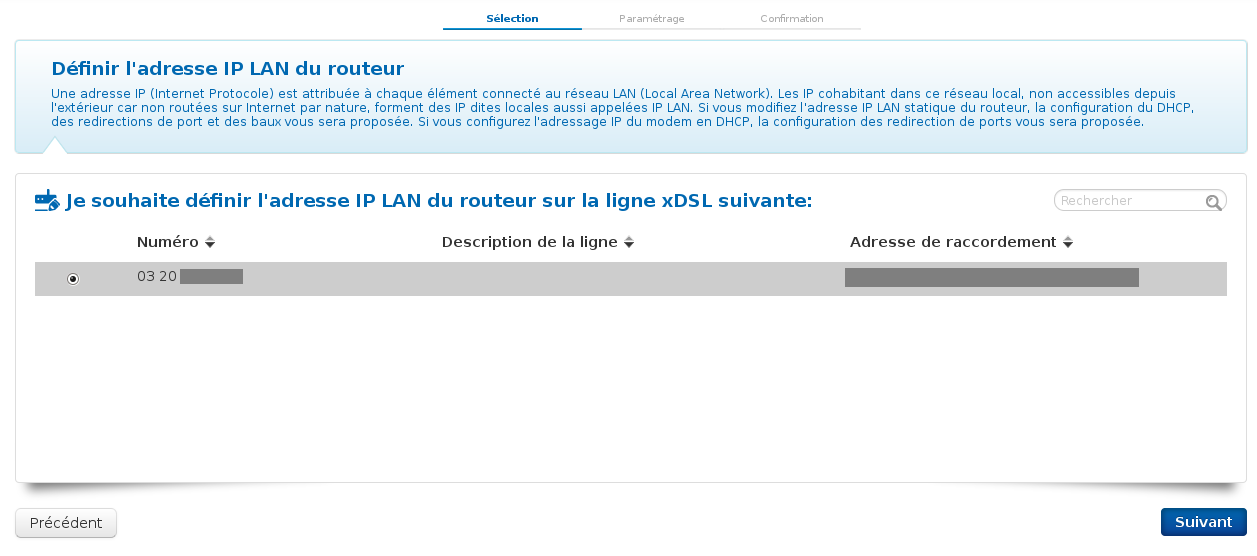 Sélection Paramétrage Confirmation
Définir l'adresse IP LAN du routeur
Une adresse IP (Internet Protocole) est attribuée à chaque élément connecté au réseau LAN (Local Area Network). Les IP cohabitant dans ce réseau local, non accessibles depuis
l'extérieur car non routées sur Internet par nature, forment des IP dites locales aussi appelées IP LAN. Si vous modifiez l'adresse IP LAN statique du routeur, la configuration du DHCP,
des redirections de port et des baux vous sera proposée. Si vous configurez l'adressage IP du modem en DHCP, la configuration des redirection de ports vous sera proposée.
Je souhaite définir l'adresse IP LAN du routeur sur la ligne xDSL suivante:
Rechercher
Numéro Description de la ligne Adresse de raccordement
03 20
Précédent Suivant